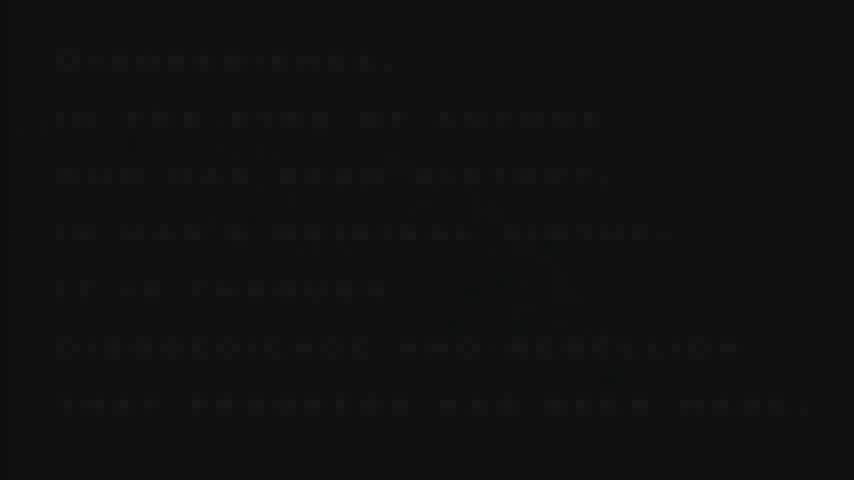 DISOBEDIENCE,
IN THE EYES OF ANYONE
WHO HAS READ HISTORY,
IS MAN'S ORIGINAL VIRTUE.
IT IS THROUGH
DISOBEDIENCE AND REBELLION
THAT PROGRESS HAS BEEN MADE.